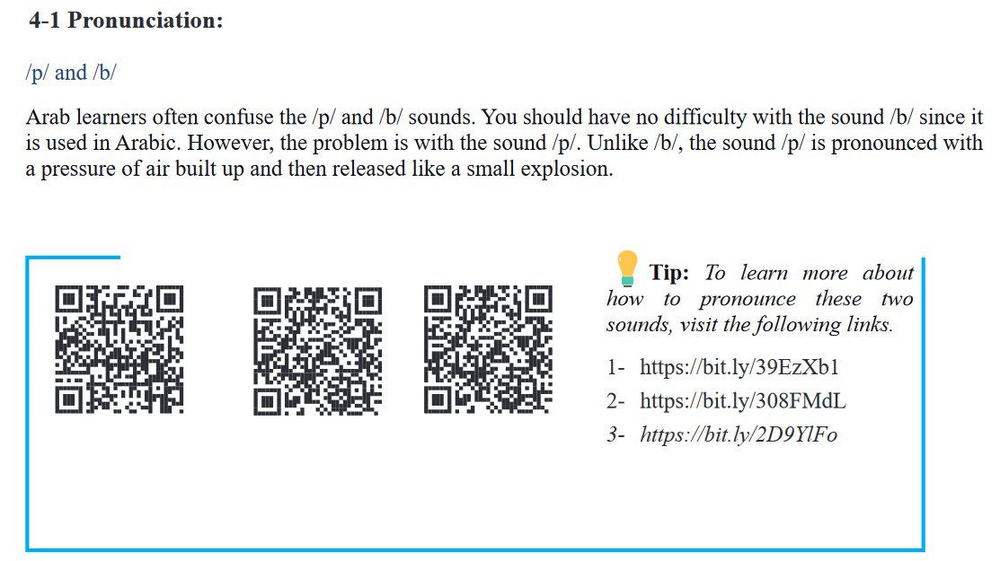 4-1 Pronunciation:
/p/ and /b/
Arab learners often confuse the /p/ and /b/ sounds. You should have no difficulty with the sound /b/ since it
is used in Arabic. However, the problem is with the sound /p/. Unlike /b/, the sound /p/ is pronounced with
a pressure of air built up and then released like a small explosion.
Tip: To learn more about
how to pronounce these two
sounds, visit the following links.
1- https://bit.ly/39EzXb1
2- https://bit.ly/308FMdL
3- https://bit.ly/2D9YlFo